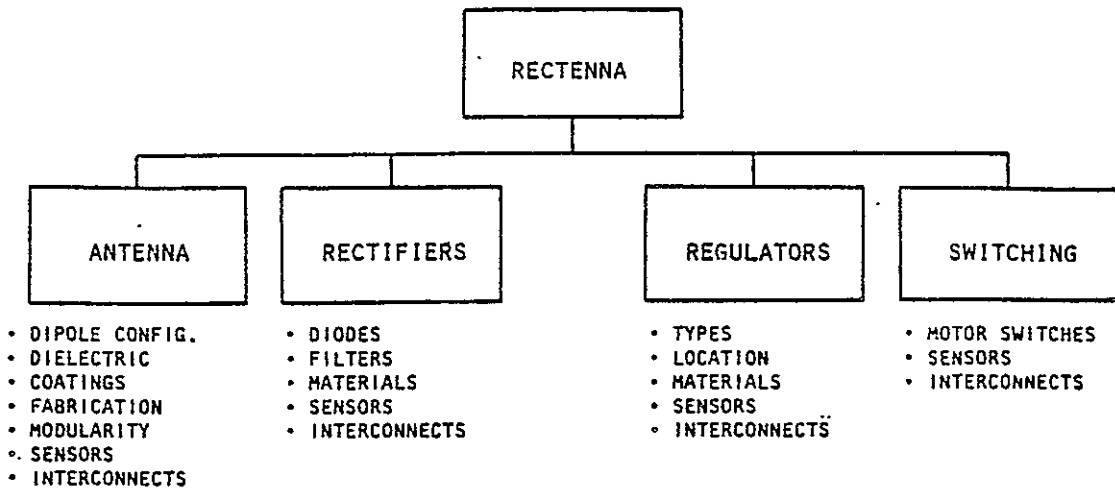 RECTENNA
ANTENNA
RECTIFIERS
REGULATORS
SWITCHING
• DIPOLE CONFIG.
• DIELECTRIC
• COATINGS
• FABRICATION
• MODULARITY
• SENSORS
• INTERCONNECTS
• DIODES
• FILTERS
• MATERIALS
• SENSORS
• INTERCONNECTS
• TYPES
• LOCATION
• MATERIALS
• SENSORS
• INTERCONNECTS
• MOTOR SWITCHES
• SENSORS
• INTERCONNECTS